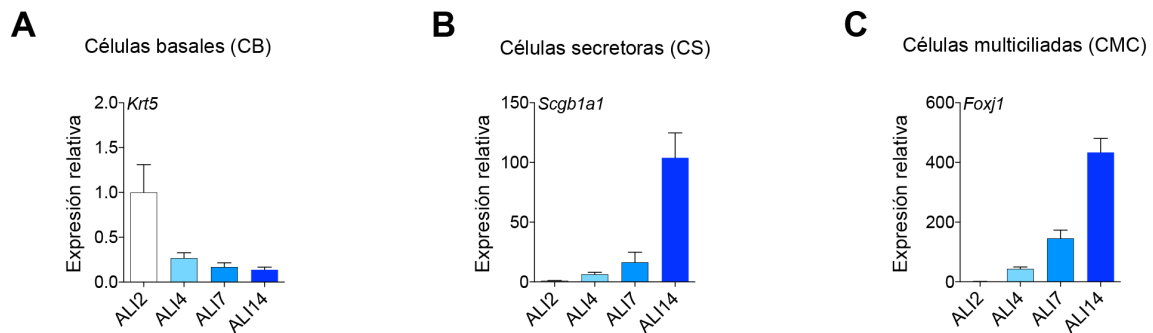 A
Células basales (CB)
Krt5
Expresión relativa
2.0
1.5
1.0
0.5
0.0
ALI2
ALI4
ALI7
ALI14
B
Células secretoras (CS)
Scgb1a1
Expresión relativa
150
100
50
0
ALI2
ALI4
ALI7
ALI14
C
Células multiciliadas (CMC)
Foxj1
Expresión relativa
600
400
200
0
ALI2
ALI4
ALI7
ALI14